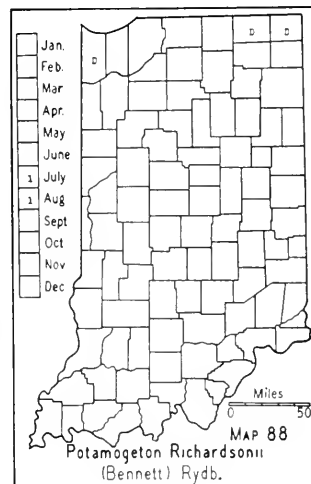 D D
D
Jan.
Feb.
Mar
Apr.
May
June
1 July
1 Aug
Sept
Oct
Nov
Dec
Miles
0 50
MAP 88
Potamogeton Richardsonii
(Bennett) Rydb.